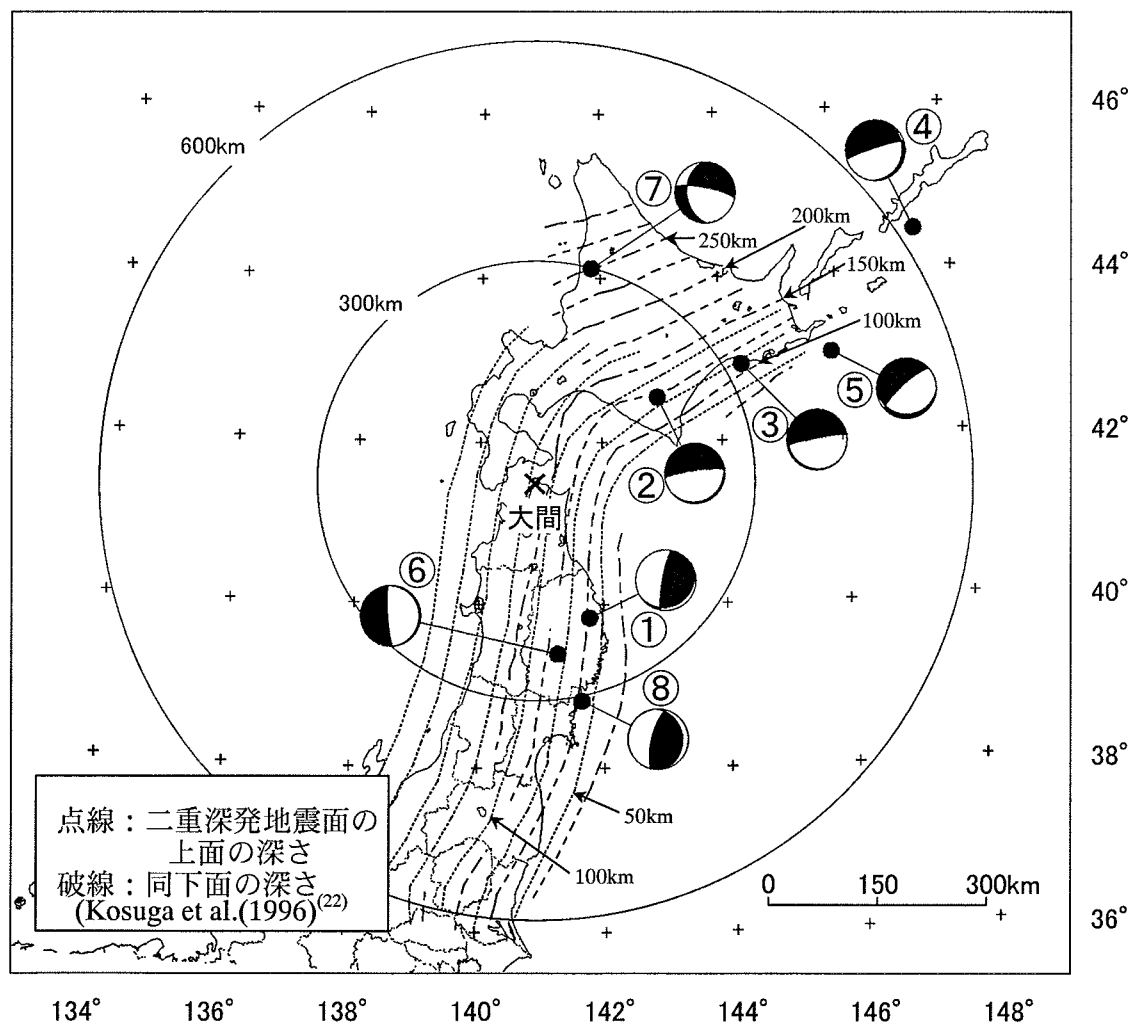 600km
④
46°
⑦
200km
250km
150km
44°
300km
100km
⑤
③
42°
②
大間
⑥
40°
①
⑧
38°
点線：二重深発地震面の
上面の深さ
破線：同下面の深さ
(Kosuga et al.(1996)(22)
50km
100km
0 150 300km
36°
134° 136° 138° 140° 142° 144° 146° 148°